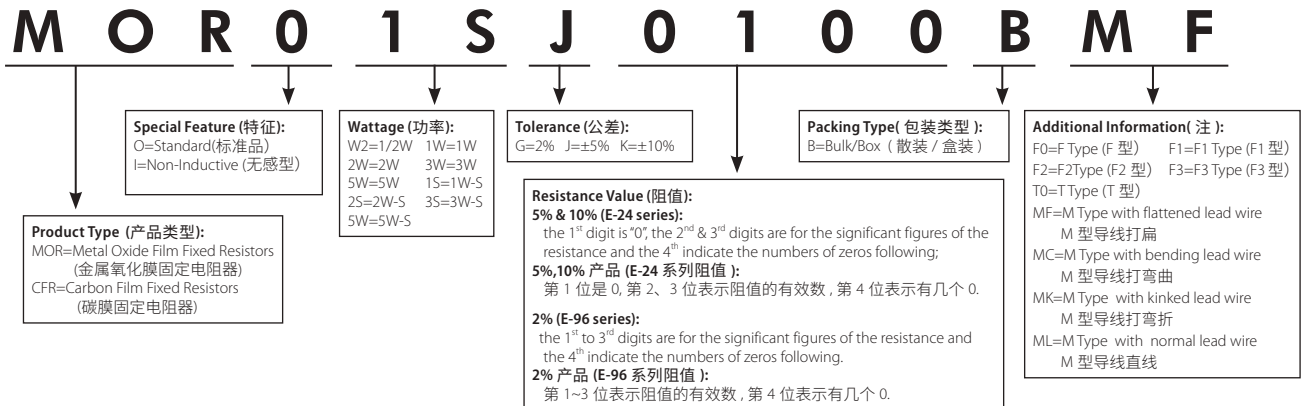 M O R 0 1 S J 0 1 0 0 B M F
Special Feature (特征):
O=Standard(标准品)
I=Non-Inductive (无感型)
Product Type (产品类型):
MOR=Metal Oxide Film Fixed Resistors
(金属氧化膜固定电阻器)
CFR=Carbon Film Fixed Resistors
(碳膜固定电阻器)
Wattage (功率):
W2=1/2W 1W=1W
2W=2W 3W=3W
5W=5W 1S=1W-S
2S=2W-S 3S=3W-S
5W=5W-S
Tolerance (公差):
G=2% J=±5% K=±10%
Resistance Value (阻值):
5% & 10% (E-24 series):
the 1st digit is "0", the 2nd & 3rd digits are for the significant figures of the
resistance and the 4th indicate the numbers of zeros following;
5%,10% 产品 (E-24 系列阻值 ):
第 1 位是 0, 第 2、3 位表示阻值的有效数 , 第 4 位表示有几个 0.
2% (E-96 series):
the 1st to 3rd digits are for the significant figures of the resistance and
the 4th indicate the numbers of zeros following.
2% 产品 (E-96 系列阻值 ):
第 1~3 位表示阻值的有效数 , 第 4 位表示有几个 0.
Packing Type( 包装类型 ):
B=Bulk/Box ( 散装 / 盒装 )
Additional Information( 注 ):
F0=F Type (F 型) F1=F1 Type (F1 型)
F2=F2Type (F2 型) F3=F3 Type (F3 型)
T0=T Type (T 型)
MF=M Type with flattened lead wire
M 型导线打扁
MC=M Type with bending lead wire
M 型导线打弯曲
MK=M Type with kinked lead wire
M 型导线打弯折
ML=M Type with normal lead wire
M 型导线直线